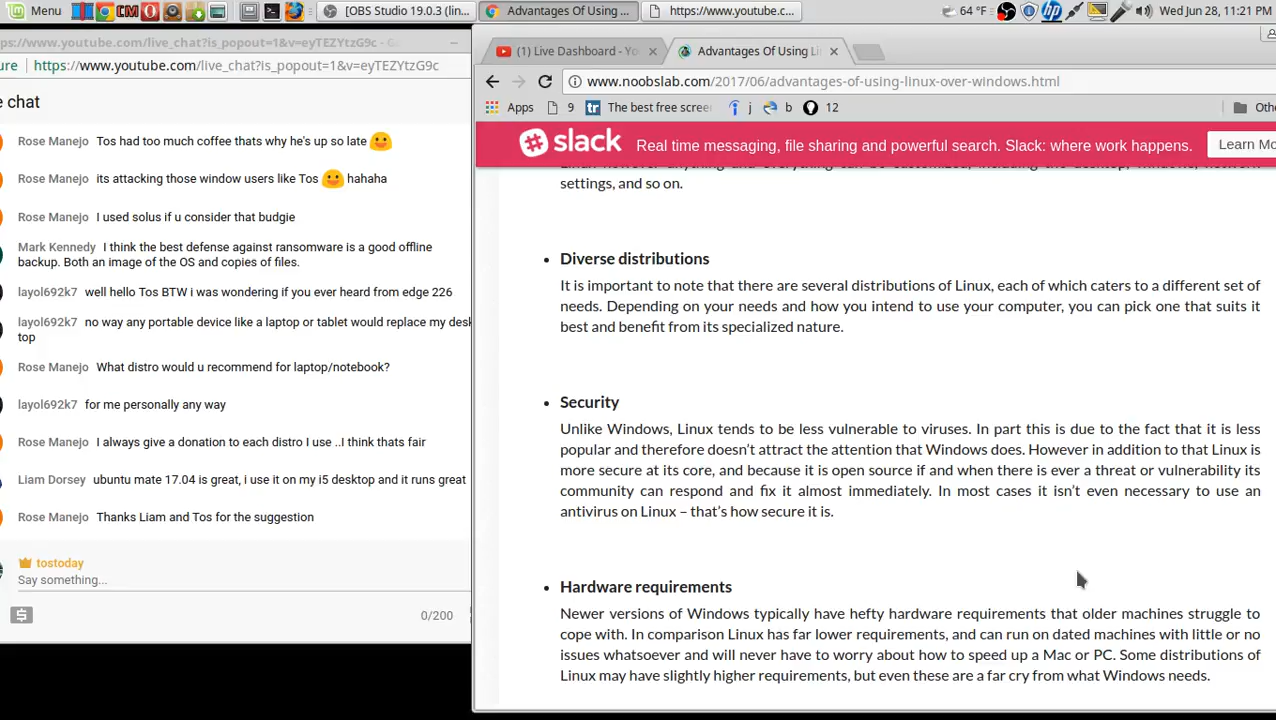 Menu
[OBS Studio 19.0.3 (lin...
Advantages Of Using ...
https://www.youtube.c...
64 °F
Wed Jun 28, 11:21 PM
ps://www.youtube.com/live_chat?is_popout=1&v=eyTEZYtzG9c - G
ure https://www.youtube.com/live_chat?is_popout=1&v=eyTEZYtzG9c
e chat
Rose Manejo Tos had too much coffee thats why he's up so late
Rose Manejo its attacking those window users like Tos hahaha
Rose Manejo I used solus if u consider that budgie
Mark Kennedy I think the best defense against ransomware is a good offline
backup. Both an image of the OS and copies of files.
layol692k7 well hello Tos BTW i was wondering if you ever heard from edge 226
layol692k7 no way any portable device like a laptop or tablet would replace my desk
top
Rose Manejo What distro would u recommend for laptop/notebook?
layol692k7 for me personally any way
Rose Manejo I always give a donation to each distro I use ..I think thats fair
Liam Dorsey ubuntu mate 17.04 is great, i use it on my i5 desktop and it runs great
Rose Manejo Thanks Liam and Tos for the suggestion
tostoday
Say something...
0/200
(1) Live Dashboard - Yo
Advantages Of Using Li
www.noobslab.com/2017/06/advantages-of-using-linux-over-windows.html
Apps 9 tr The best free screen j b 12 Oth
slack Real time messaging, file sharing and powerful search. Slack: where work happens. Learn Mo
settings, and so on.
• Diverse distributions
It is important to note that there are several distributions of Linux, each of which caters to a different set of
needs. Depending on your needs and how you intend to use your computer, you can pick one that suits it
best and benefit from its specialized nature.
• Security
Unlike Windows, Linux tends to be less vulnerable to viruses. In part this is due to the fact that it is less
popular and therefore doesn't attract the attention that Windows does. However in addition to that Linux is
more secure at its core, and because it is open source if and when there is ever a threat or vulnerability its
community can respond and fix it almost immediately. In most cases it isn't even necessary to use an
antivirus on Linux – that's how secure it is.
• Hardware requirements
Newer versions of Windows typically have hefty hardware requirements that older machines struggle to
cope with. In comparison Linux has far lower requirements, and can run on dated machines with little or no
issues whatsoever and will never have to worry about how to speed up a Mac or PC. Some distributions of
Linux may have slightly higher requirements, but even these are a far cry from what Windows needs.